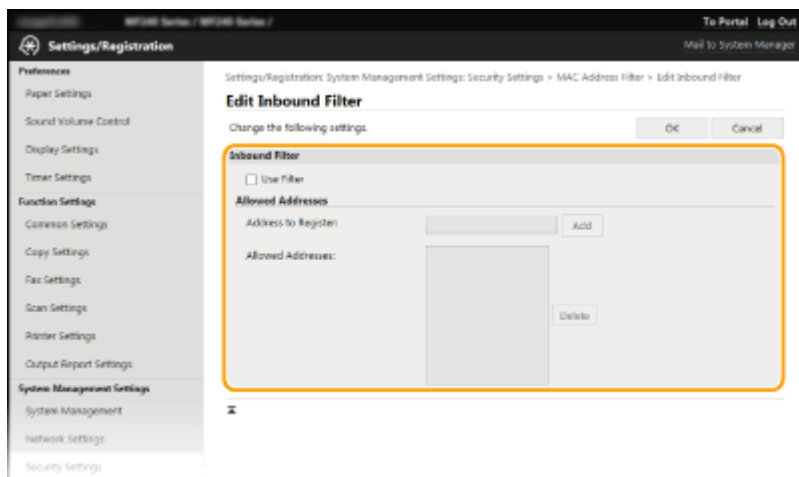 MF240 Series / MF240 Series /
To Portal Log Out
Settings/Registration
Mail to System Manager
Preferences
Paper Settings
Sound Volume Control
Display Settings
Timer Settings
Function Settings
Common Settings
Copy Settings
Fax Settings
Scan Settings
Printer Settings
Output Report Settings
System Management Settings
System Management
Network Settings
Security Settings
Settings/Registration: System Management Settings: Security Settings > MAC Address Filter > Edit Inbound Filter
Edit Inbound Filter
Change the following settings.
OK
Cancel
Inbound Filter
Use Filter
Allowed Addresses
Address to Register:
Add
Allowed Addresses:
Delete